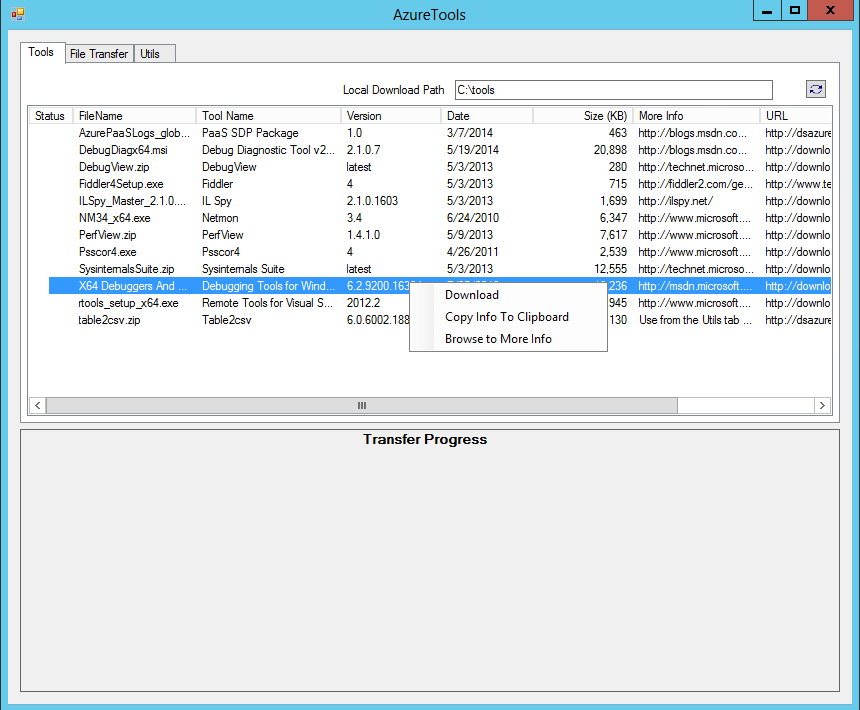 AzureTools
Tools File Transfer Utils
Local Download Path C:\tools
Status FileName Tool Name Version Date Size (KB) More Info URL
AzurePaaSLogs_glob... PaaS SDP Package 1.0 3/7/2014 463 http://blogs.msdn.co... http://dsazure
DebugDiagx64.msi Debug Diagnostic Tool v2... 2.1.0.7 5/19/2014 20,898 http://blogs.msdn.co... http://downlo
DebugView.zip DebugView latest 5/3/2013 280 http://technet.microso... http://downlo
Fiddler4Setup.exe Fiddler 4 5/3/2013 715 http://fiddler2.com/ge... http://www.te
ILSpy_Master_2.1.0.... IL Spy 2.1.0.1603 5/3/2013 1,699 http://ilspy.net/ http://downlo
NM34_x64.exe Netmon 3.4 6/24/2010 6,347 http://www.microsoft.... http://downlo
PerfView.zip PerfView 1.4.1.0 5/9/2013 7,617 http://www.microsoft.... http://downlo
Psscor4.exe Psscor4 4 4/26/2011 2,539 http://www.microsoft.... http://downlo
SysinternalsSuite.zip Sysinternals Suite latest 5/3/2013 12,555 http://technet.microso... http://downlo
X64 Debuggers And ... Debugging Tools for Wind... 6.2.9200.163 236 http://msdn.microsoft.... http://downlo
rtools_setup_x64.exe Remote Tools for Visual S... 2012.2 945 http://www.microsoft.... http://downlo
table2csv.zip Table2csv 6.0.6002.188 130 Use from the Utils tab ... http://dsazure
Download
Copy Info To Clipboard
Browse to More Info
Transfer Progress